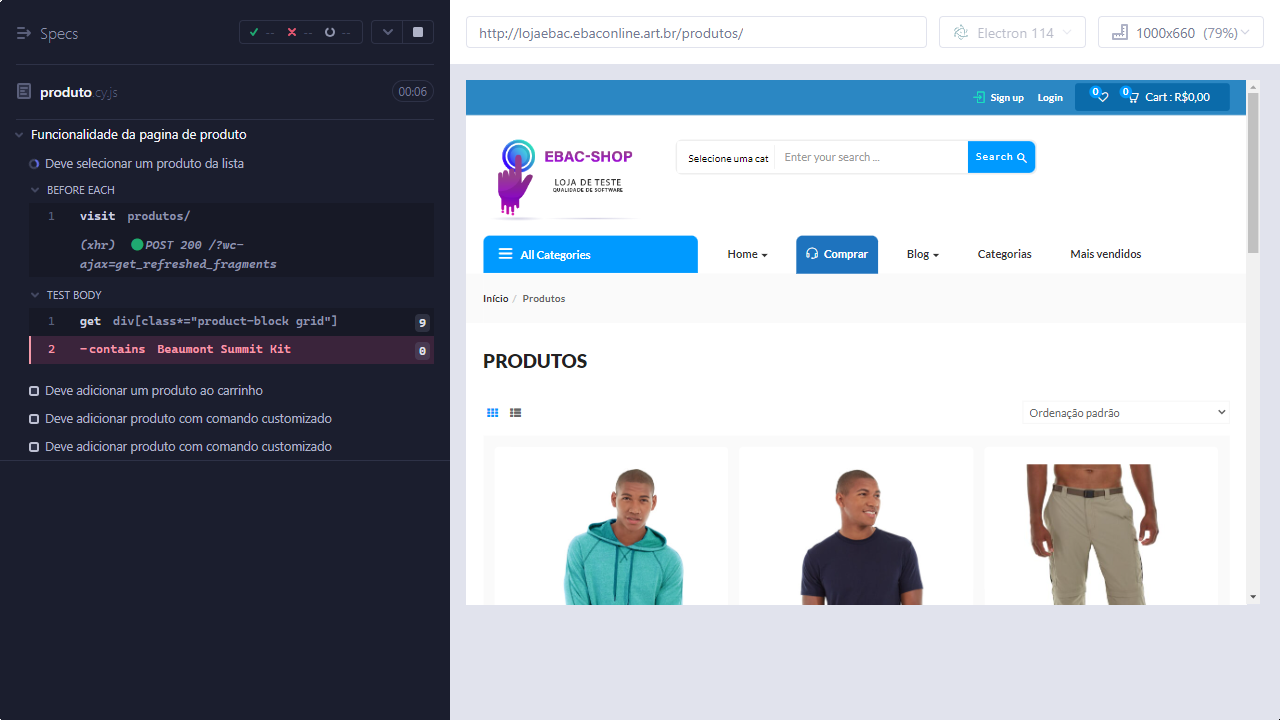 Specs
-- -- --
produto.cy.js 00:06
Funcionalidade da pagina de produto
Deve selecionar um produto da lista
BEFORE EACH
1 visit produtos/
(xhr) POST 200 /?wc-
ajax=get_refreshed_fragments
TEST BODY
1 get div[class*="product-block grid"] 9
2 -contains Beaumont Summit Kit 0
Deve adicionar um produto ao carrinho
Deve adicionar produto com comando customizado
Deve adicionar produto com comando customizado
http://lojaebac.ebaconline.art.br/produtos/
Electron 114
1000x660 (79%)
Sign up Login 0 0 Cart : R$0,00
EBAC-SHOP
LOJA DE TESTE
QUALIDADE DE SOFTWARE
Selecione uma cat Enter your search ... Search
All Categories Home Comprar Blog Categorias Mais vendidos
Início / Produtos
PRODUTOS
Ordenação padrão